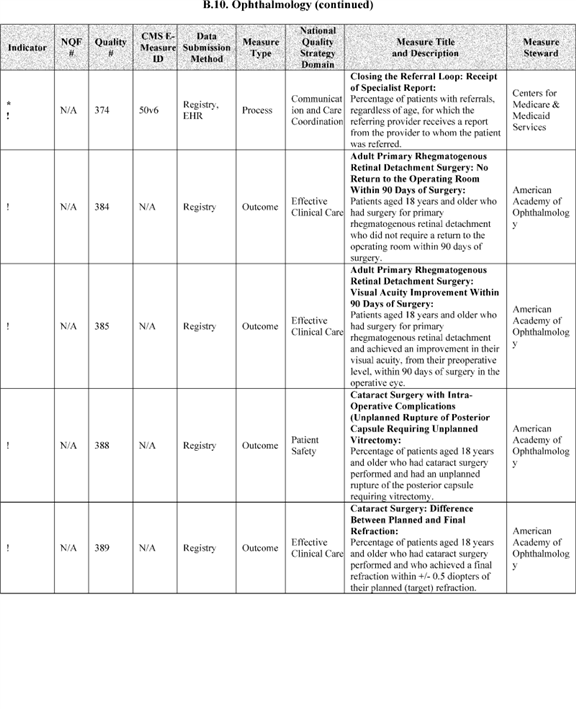 B.10. Ophthalmology (continued)
Indicator
NQF
#
Quality
#
CMS E-
Measure
ID
Data
Submission
Method
Measure
Type
National
Quality
Strategy
Domain
Measure Title
and Description
Measure
Steward
*
!
N/A
374
50v6
Registry,
EHR
Process
Communicat
ion and Care
Coordination
Closing the Referral Loop: Receipt
of Specialist Report:
Percentage of patients with referrals,
regardless of age, for which the
referring provider receives a report
from the provider to whom the patient
was referred.
Centers for
Medicare &
Medicaid
Services
!
N/A
384
N/A
Registry
Outcome
Effective
Clinical Care
Adult Primary Rhegmatogenous
Retinal Detachment Surgery: No
Return to the Operating Room
Within 90 Days of Surgery:
Patients aged 18 years and older who
had surgery for primary
rhegmatogenous retinal detachment
who did not require a return to the
operating room within 90 days of
surgery.
American
Academy of
Ophthalmolog
y
!
N/A
385
N/A
Registry
Outcome
Effective
Clinical Care
Adult Primary Rhegmatogenous
Retinal Detachment Surgery:
Visual Acuity Improvement Within
90 Days of Surgery:
Patients aged 18 years and older who
had surgery for primary
rhegmatogenous retinal detachment
and achieved an improvement in their
visual acuity, from their preoperative
level, within 90 days of surgery in the
operative eye.
American
Academy of
Ophthalmolog
y
!
N/A
388
N/A
Registry
Outcome
Patient
Safety
Cataract Surgery with Intra-
Operative Complications
(Unplanned Rupture of Posterior
Capsule Requiring Unplanned
Vitrectomy:
Percentage of patients aged 18 years
and older who had cataract surgery
performed and had an unplanned
rupture of the posterior capsule
requiring vitrectomy.
American
Academy of
Ophthalmolog
y
!
N/A
389
N/A
Registry
Outcome
Effective
Clinical Care
Cataract Surgery: Difference
Between Planned and Final
Refraction:
Percentage of patients aged 18 years
and older who had cataract surgery
performed and who achieved a final
refraction within +/- 0.5 diopters of
their planned (target) refraction.
American
Academy of
Ophthalmolog
y